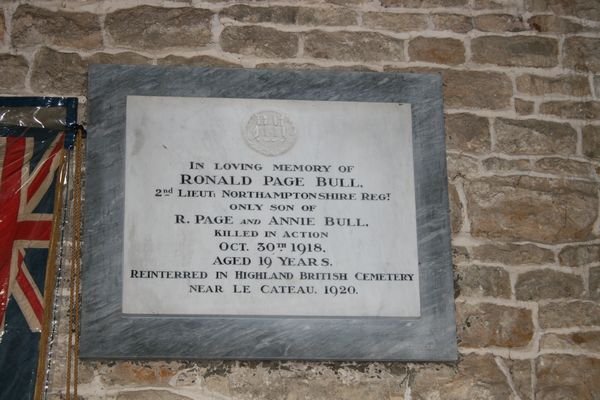 IN LOVING MEMORY OF
RONALD PAGE BULL,
2nd LIEUT: NORTHAMPTONSHIRE REGT
ONLY SON OF
R. PAGE AND ANNIE BULL.
KILLED IN ACTION
OCT. 30TH 1918,
AGED 19 YEARS.
REINTERRED IN HIGHLAND BRITISH CEMETERY
NEAR LE CATEAU. 1920.